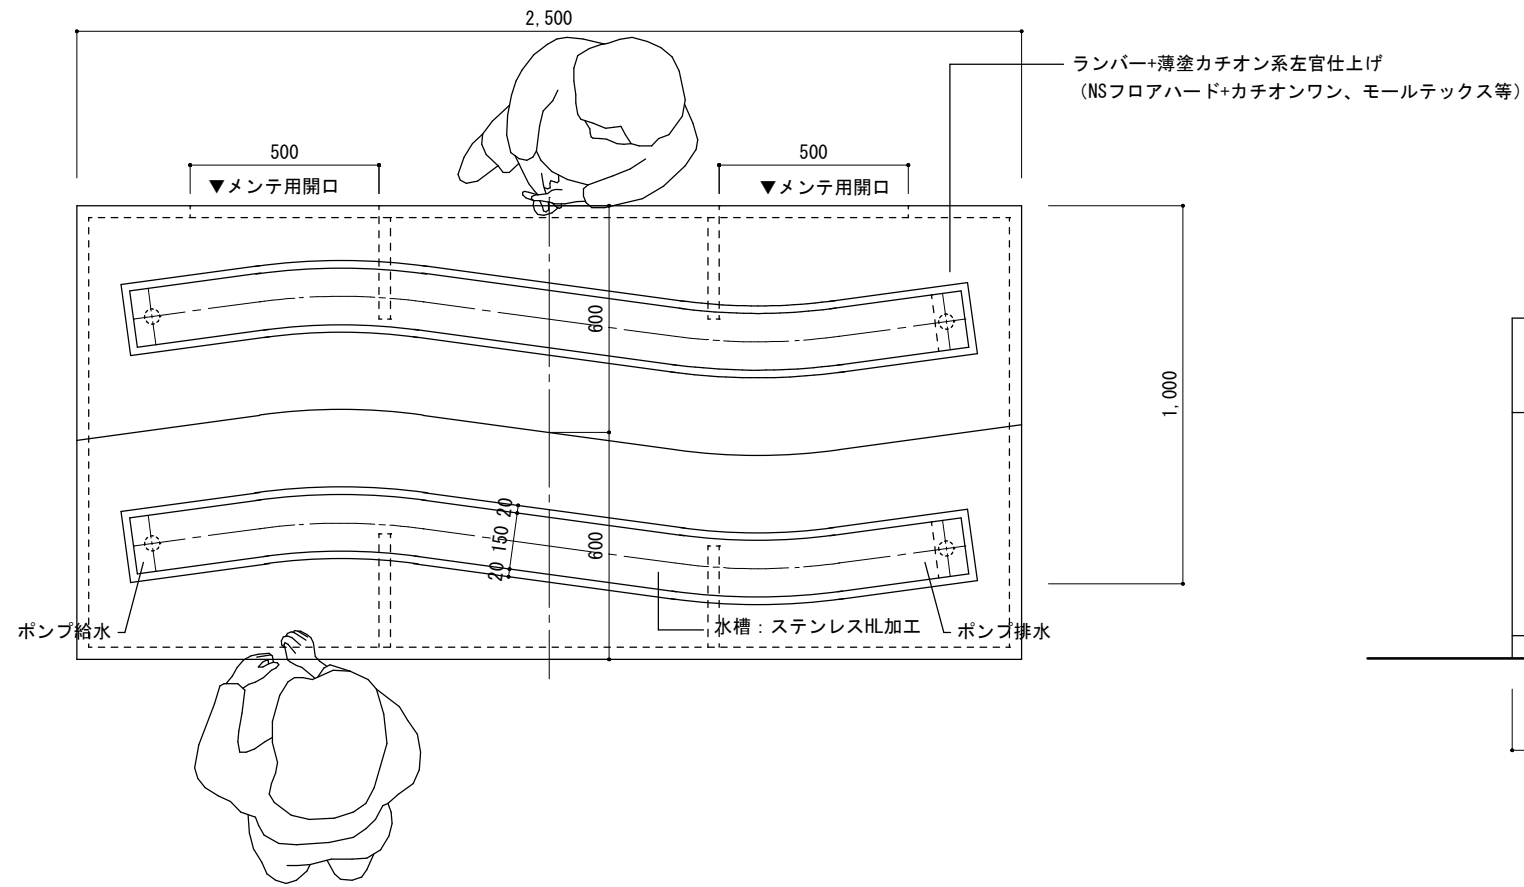 2,500
ランバー+薄塗カチオン系左官仕上げ
（NSフロアハード+カチオンワン、モールテックス等）
500
▼メンテ用開口
500
▼メンテ用開口
600
1,000
20
150
20
600
ポンプ給水
水槽：ステンレスHL加工
ポンプ排水